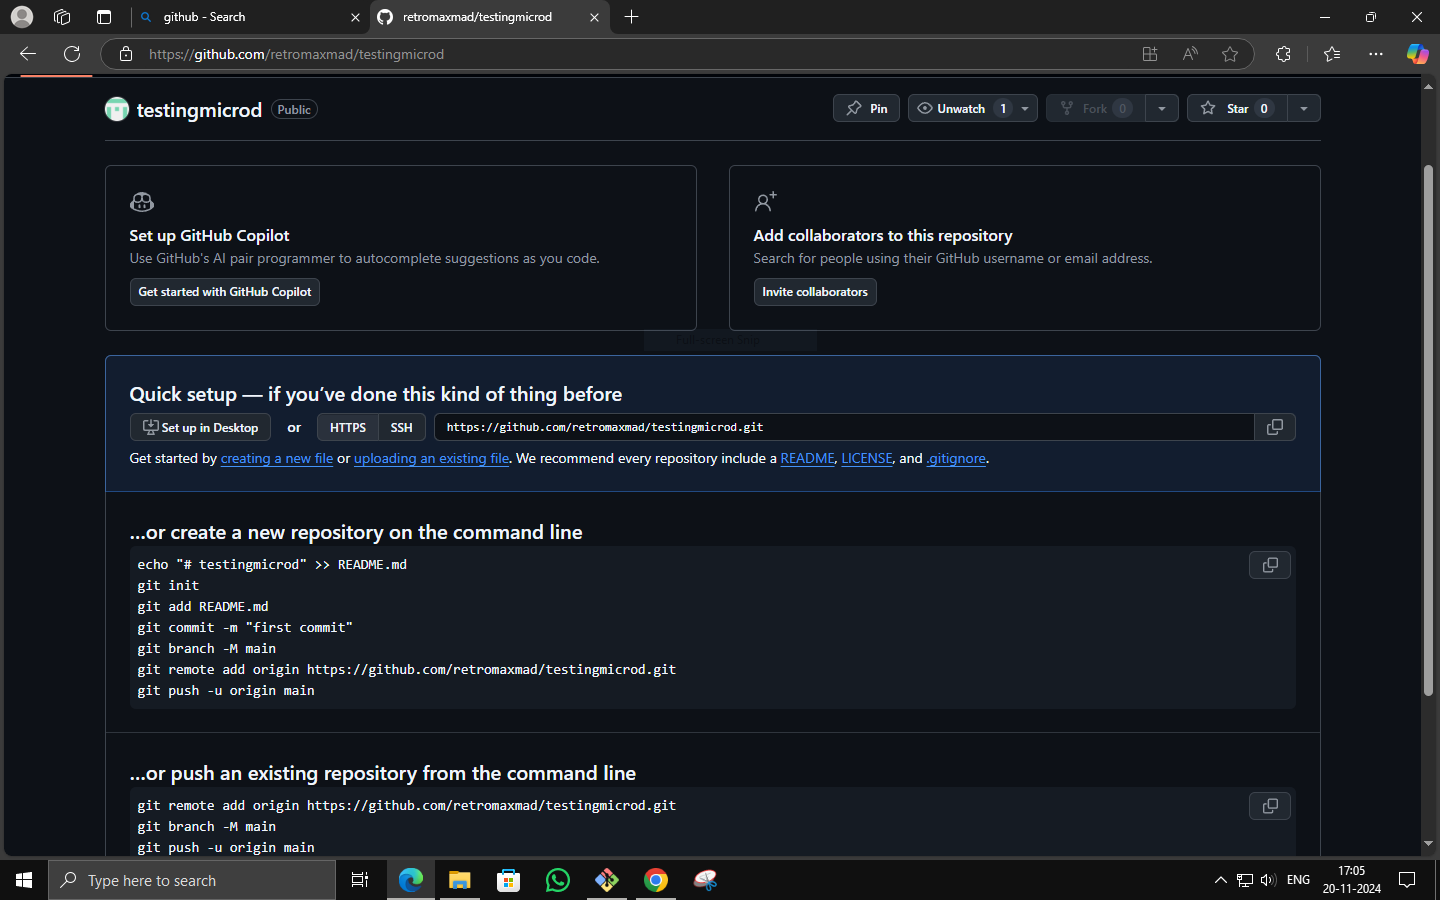 github - Search
retromaxmad/testingmicrod
https://github.com/retromaxmad/testingmicrod
testingmicrod Public
Pin
Unwatch 1
Fork 0
Star 0
Set up GitHub Copilot
Use GitHub's AI pair programmer to autocomplete suggestions as you code.
Get started with GitHub Copilot
Add collaborators to this repository
Search for people using their GitHub username or email address.
Invite collaborators
Full-screen Snip
Quick setup — if you’ve done this kind of thing before
Set up in Desktop or HTTPS SSH https://github.com/retromaxmad/testingmicrod.git
Get started by creating a new file or uploading an existing file. We recommend every repository include a README, LICENSE, and .gitignore.
…or create a new repository on the command line
echo "# testingmicrod" >> README.md
git init
git add README.md
git commit -m "first commit"
git branch -M main
git remote add origin https://github.com/retromaxmad/testingmicrod.git
git push -u origin main
…or push an existing repository from the command line
git remote add origin https://github.com/retromaxmad/testingmicrod.git
git branch -M main
git push -u origin main
Type here to search
ENG
17:05
20-11-2024